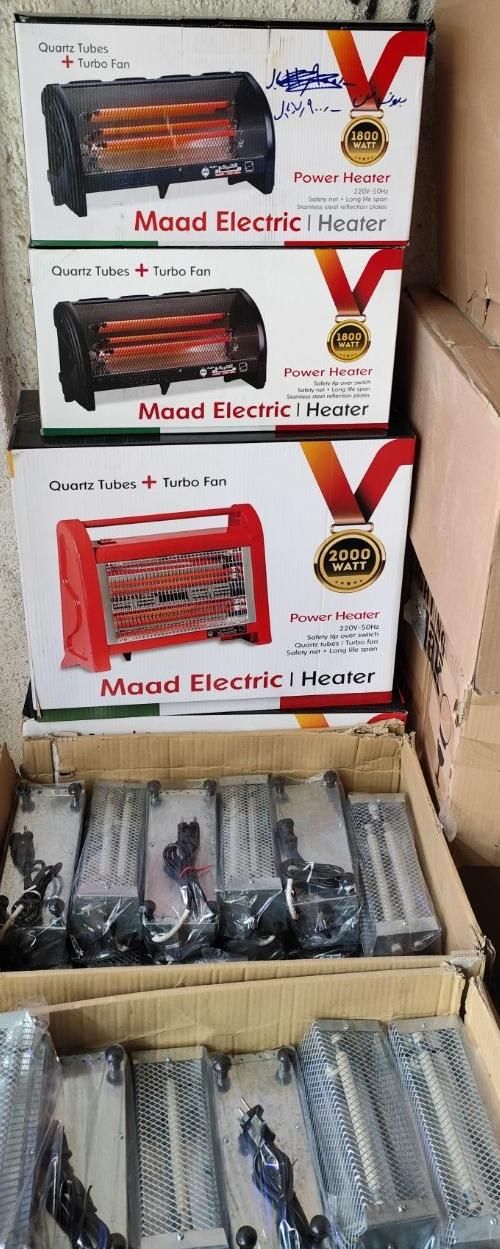 Quartz Tubes
+ Turbo Fan
1800
WATT
Power Heater
220V-50Hz
Safety net + Long life span
Stainless steel reflection plates
Maad Electric | Heater
Quartz Tubes + Turbo Fan
1800
WATT
Power Heater
Safety tip over switch
Safety net + Long life span
Stainless steel reflection plates
Maad Electric | Heater
Quartz Tubes + Turbo Fan
2000
WATT
Power Heater
220V-50Hz
Safety tip over switch
Quartz tubes | Turbo fan
Safety net + Long life span
Maad Electric | Heater